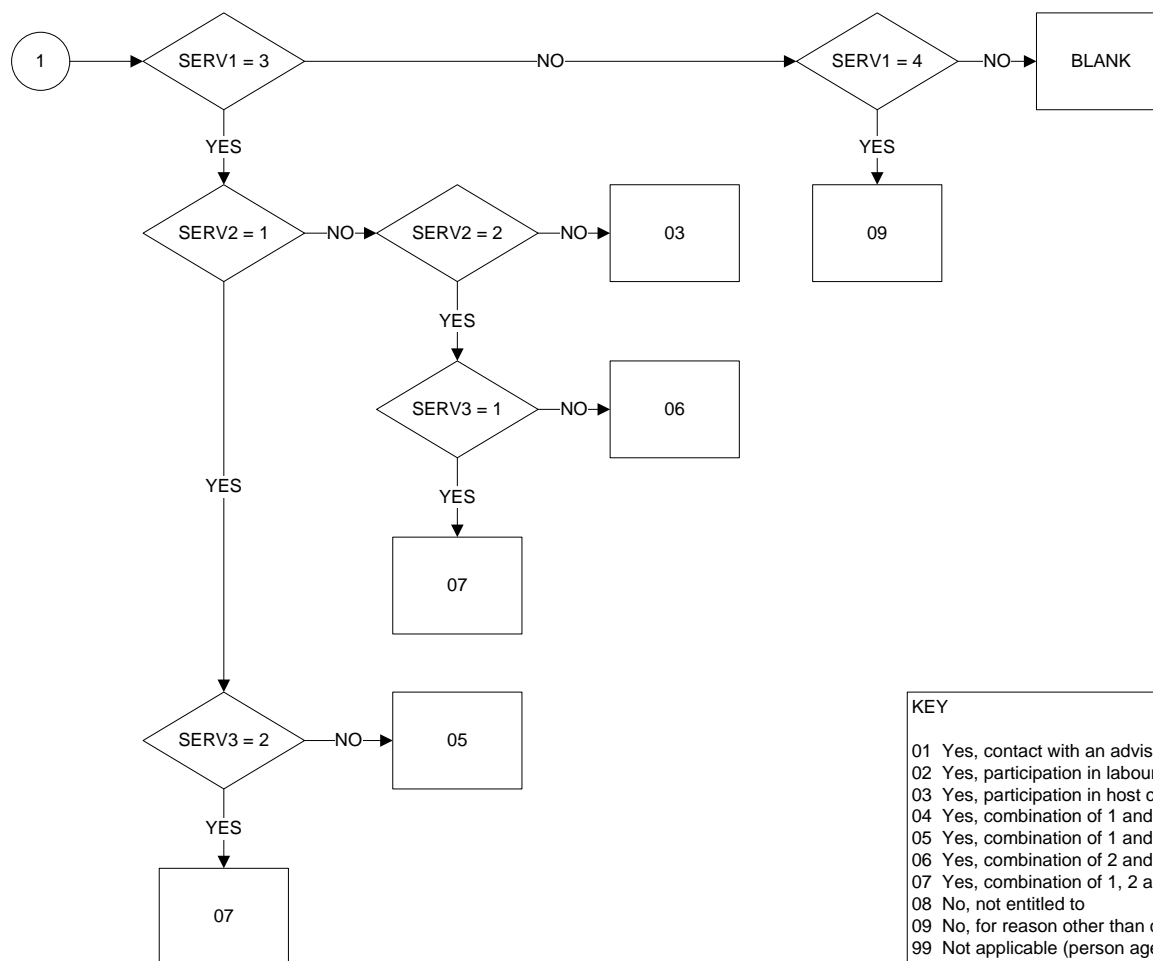 1
SERV1 = 3
NO
SERV1 = 4
NO
BLANK
YES
YES
SERV2 = 1
NO
SERV2 = 2
NO
03
09
YES
SERV3 = 1
NO
06
YES
YES
07
SERV3 = 2
NO
05
YES
07
KEY
01 Yes, contact with an
02 Yes, participation in
03 Yes, participation in host
04 Yes, combination of 1 and
05 Yes, combination of 1 and
06 Yes, combination of 2 and
07 Yes, combination of 1, 2
08 No, not entitled to
09 No, for reason other than
99 Not applicable (person